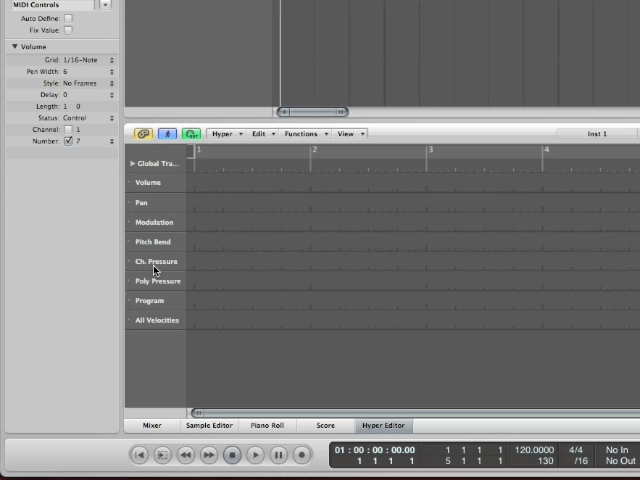 MIDI Controls
Auto Define:
Fix Value:
Volume
Grid: 1/16-Note
Pen Width: 6
Style: No Frames
Delay: 0
Length: 1 0
Status: Control
Channel: 1
Number: 7
Hyper Edit Functions View Inst 1
1 2 3 4
Global Tra...
Volume
Pan
Modulation
Pitch Bend
Ch. Pressure
Poly Pressure
Program
All Velocities
Mixer Sample Editor Piano Roll Score Hyper Editor
01 : 00 : 00 : 00.00 1 1 1 1 120.0000 4/4 No In
1 1 1 1 5 1 1 1 130 /16 No Out